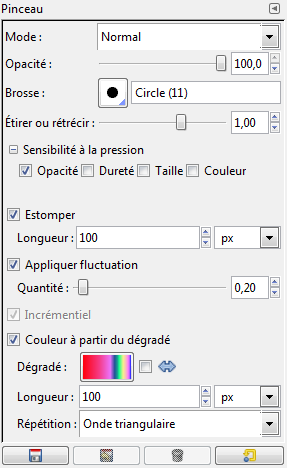 Pinceau
Mode : Normal
Opacité : 100,0
Brosse : Circle (11)
Étirer ou rétrécir : 1,00
Sensibilité à la pression
Opacité Dureté Taille Couleur
Estomper
Longueur : 100 px
Appliquer fluctuation
Quantité : 0,20
Incrémentiel
Couleur à partir du dégradé
Dégradé :
Longueur : 100 px
Répétition : Onde triangulaire